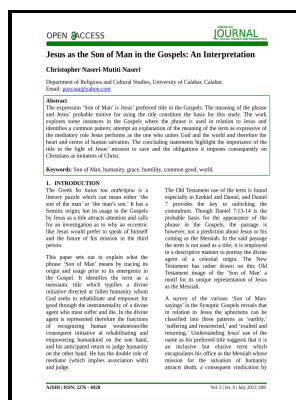 OPEN ACCESS
AMERICAN
JOURNAL
OF SOCIAL ISSUES AND HUMANITIES
Jesus as the Son of Man in the Gospels: An Interpretation
Christopher Naseri-Mutiti Naseri
Department of Religious and Cultural Studies, University of Calabar, Calabar.
Email: paxcasa@yahoo.com
Abstract
The expression ‘Son of Man’ is Jesus’ preferred title in the Gospels. The meaning of the phrase
and Jesus’ probable motive for using the title constitute the basis for this study. The work
explores some instances in the Gospels where the phrase is used in relation to Jesus and
identifies a common pattern; attempt an explanation of the meaning of the term as expressive of
the mediatory role Jesus performs as the one who unites God and the world and therefore the
heart and centre of human salvation. The concluding statements highlight the importance of the
title in the light of Jesus’ mission to save and the obligations it imposes consequently on
Christians as imitators of Christ.
Keywords: Son of Man, humanity, grace, humility, common good, world.
1. INTRODUCTION
The Greek ho huios tou anthrōpou is a
literary puzzle which can mean either ‘the
son of the man’ or the ‘man’s son.’ It has a
Semitic origin; but its usage in the Gospels
by Jesus as a title attracts attention and calls
for an investigation as to why an eccentric
like Jesus would prefer to speak of himself
and the future of his mission in the third
person.
This paper sets out to explain what the
phrase ‘Son of Man’ means by tracing its
origin and usage prior to its emergence in
the Gospel. It identifies the term as a
messianic title which typifies a divine
initiative directed at fallen humanity whom
God seeks to rehabilitate and empower for
good through the instrumentality of a divine
agent who must suffer and die. In the divine
agent is represented therefore the functions
of recognizing human weakness/the
consequent initiative at rehabilitating and
empowering humankind on the one hand,
and his anticipated return to judge humanity
on the other hand. He has the double role of
mediator (which implies association with)
and judge.
The Old Testament use of the term is found
especially in Ezekiel and Daniel, and Daniel
7 provides the key to unlocking the
conundrum. Though Daniel 7:13-14 is the
probable basis for the appearance of the
phrase in the Gospels, the passage is
however, not a prediction about Jesus or his
coming as the Messiah. In the said passage
the term is not used as a title; it is employed
in a descriptive manner to portray the divine
agent of a celestial origin. The New
Testament has rather drawn on this Old
Testament image of the ‘Son of Man’ a
motif for its unique representation of Jesus
as the Messiah.
A survey of the various ‘Son of Man-
sayings’ in the Synoptic Gospels reveals that
in relation to Jesus the aphorisms can be
classified into three patterns as ‘earthly,’
‘suffering and resurrected,’ and ‘exalted and
returning.’ Understanding Jesus’ use of the
name as his preferred title suggests that it is
an inclusive but elusive term which
encapsulates his office as the Messiah whose
mission for the salvation of humanity
attracts death, a consequent vindication by
AJSIH | ISSN: 2276 – 6928
Vol.3 | Iss. 4 | July 2013 |209